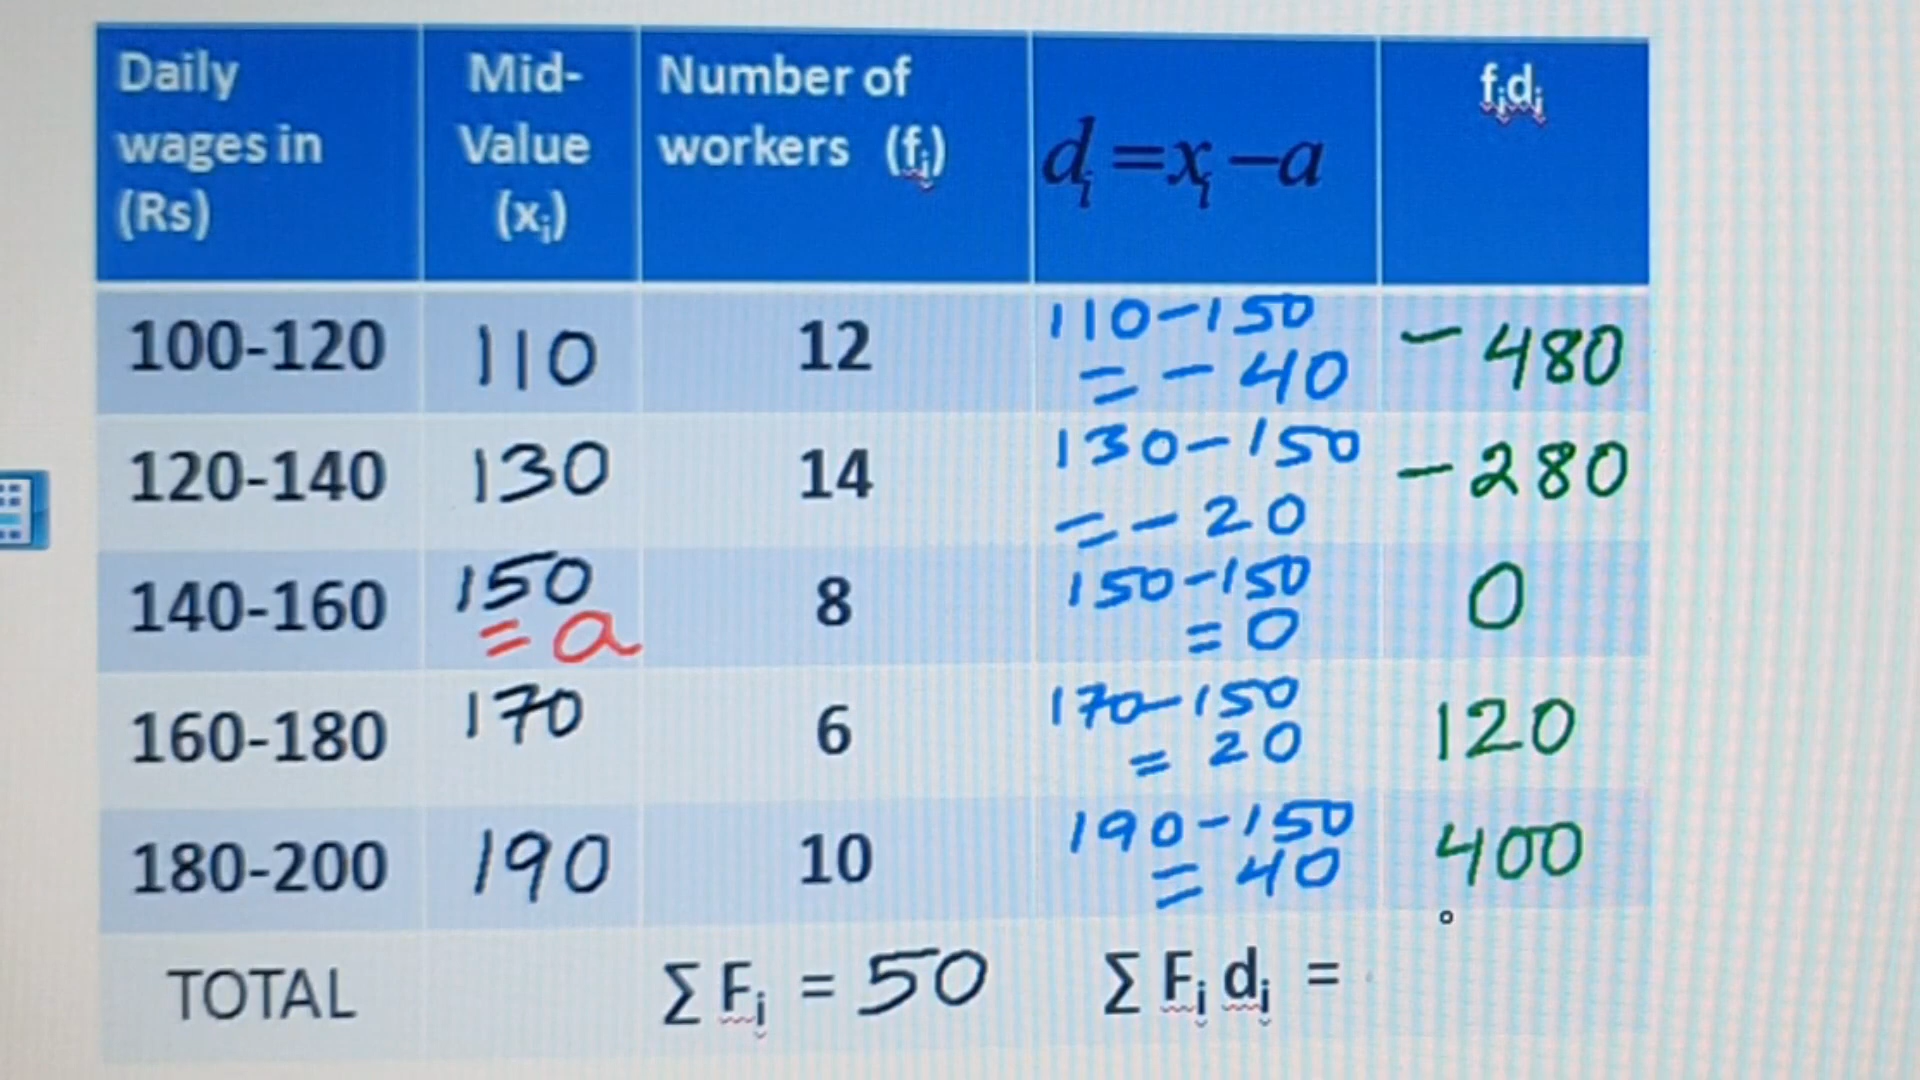 Daily wages in (Rs) Mid-Value (xᵢ) Number of workers (fᵢ) dᵢ=xᵢ−a fᵢdᵢ
100-120 110 12 110-150 = -40 -480
120-140 130 14 130-150 = -20 -280
140-160 150 = a 8 150-150 = 0 0
160-180 170 6 170-150 = 20 120
180-200 190 10 190-150 = 40 400
TOTAL ∑Fᵢ = 50 ∑Fᵢ dᵢ =